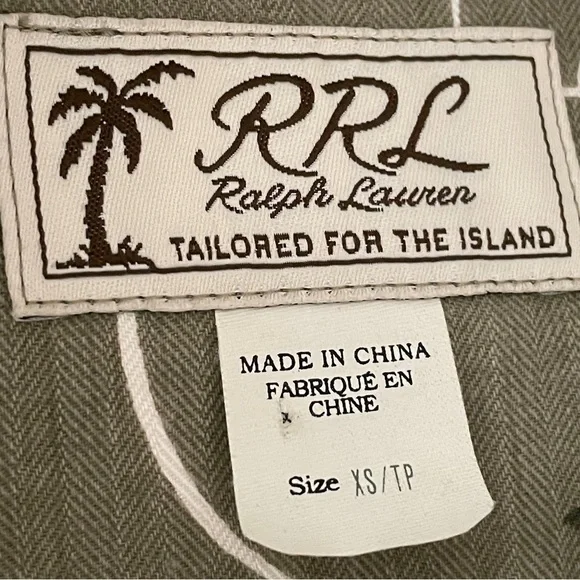 RRL
Ralph Lauren
TAILORED FOR THE ISLAND
MADE IN CHINA
FABRIQUÉ EN
CHINE
Size XS/TP